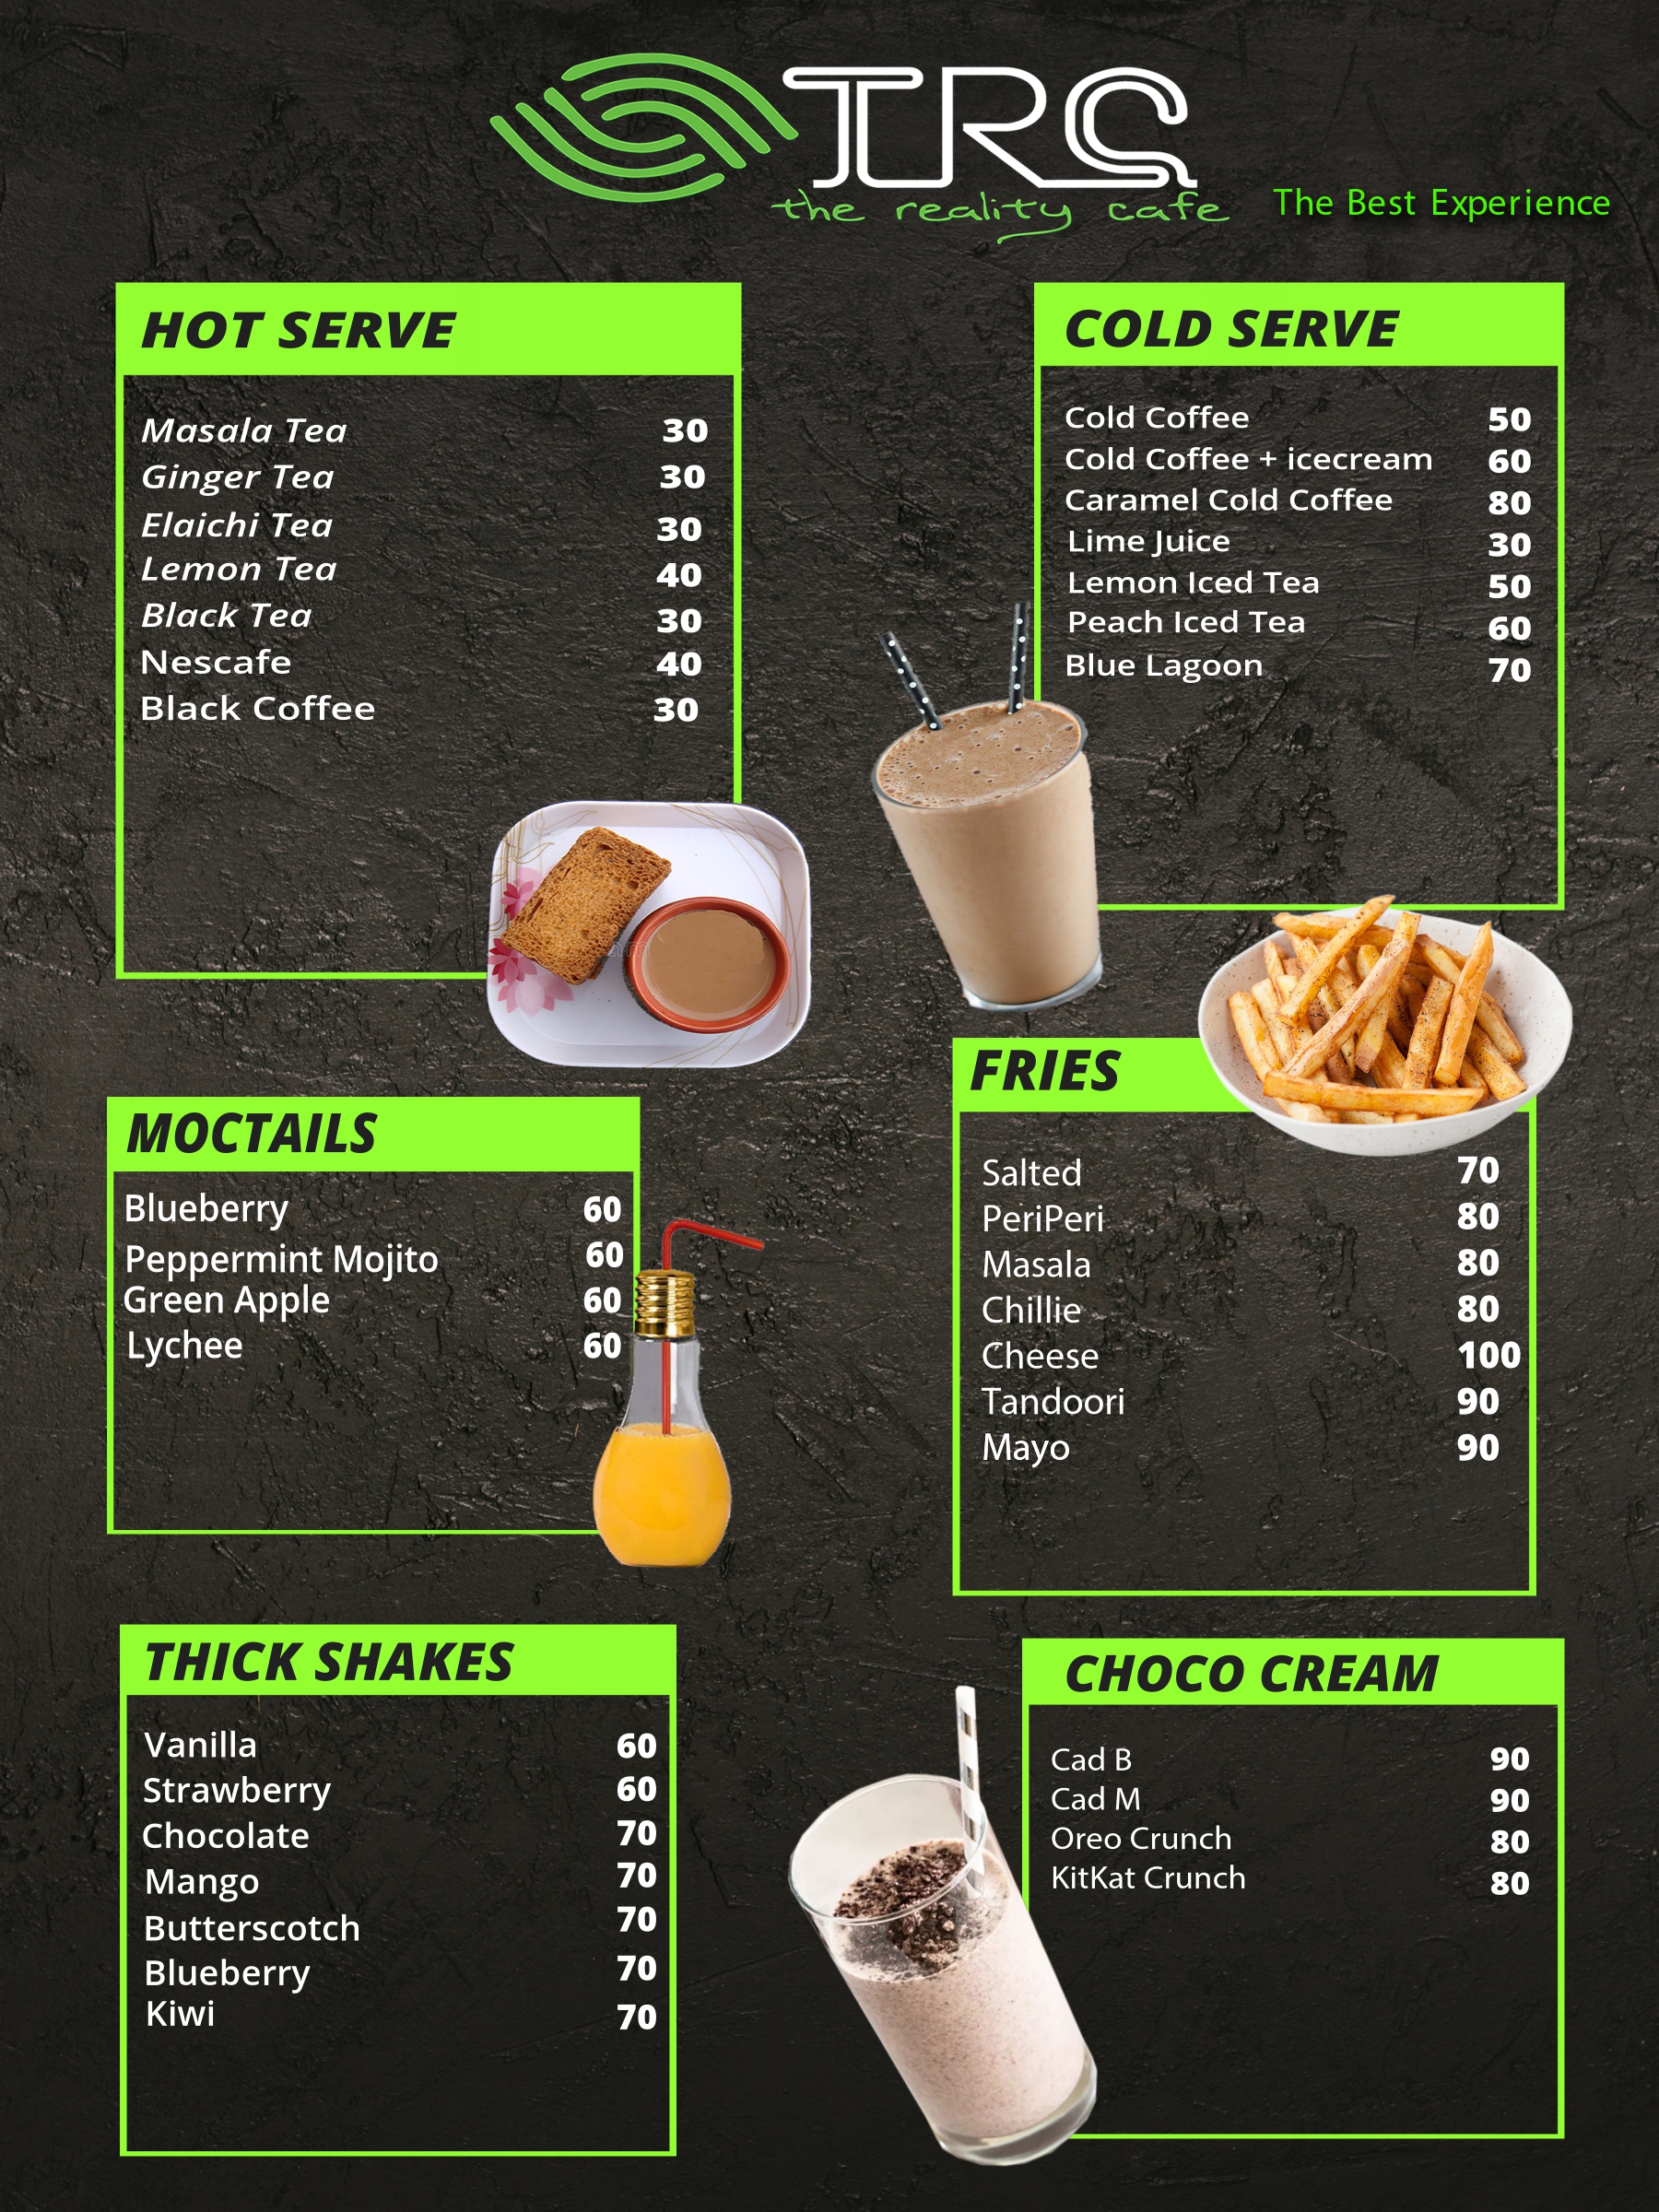 TRC
the reality cafe
The Best Experience
HOT SERVE
Masala Tea 30
Ginger Tea 30
Elaichi Tea 30
Lemon Tea 40
Black Tea 30
Nescafe 40
Black Coffee 30
COLD SERVE
Cold Coffee 50
Cold Coffee + icecream 60
Caramel Cold Coffee 80
Lime Juice 30
Lemon Iced Tea 50
Peach Iced Tea 60
Blue Lagoon 70
MOCTAILS
Blueberry 60
Peppermint Mojito 60
Green Apple 60
Lychee 60
FRIES
Salted 70
PeriPeri 80
Masala 80
Chillie 80
Cheese 100
Tandoori 90
Mayo 90
THICK SHAKES
Vanilla 60
Strawberry 60
Chocolate 70
Mango 70
Butterscotch 70
Blueberry 70
Kiwi 70
CHOCO CREAM
Cad B 90
Cad M 90
Oreo Crunch 80
KitKat Crunch 80